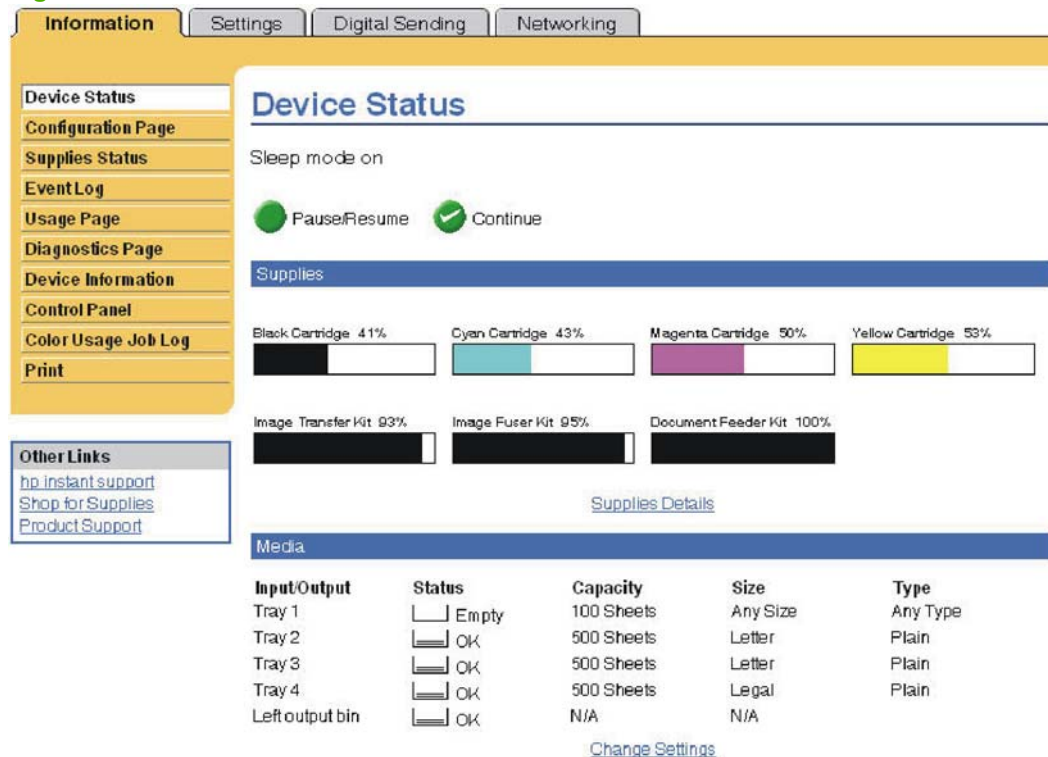 Information Settings Digital Sending Networking
Device Status
Configuration Page
Supplies Status
Event Log
Usage Page
Diagnostics Page
Device Information
Control Panel
Color Usage Job Log
Print
Other Links
hp instant support
Shop for Supplies
Product Support
Device Status
Sleep mode on
Pause/Resume Continue
Supplies
Black Cartridge 41% Cyan Cartridge 43% Magenta Cartridge 50% Yellow Cartridge 53%
Image Transfer Kit 93% Image Fuser Kit 95% Document Feeder Kit 100%
Supplies Details
Media
Input/Output Status Capacity Size Type
Tray 1 Empty 100 Sheets Any Size Any Type
Tray 2 OK 500 Sheets Letter Plain
Tray 3 OK 500 Sheets Letter Plain
Tray 4 OK 500 Sheets Legal Plain
Left output bin OK N/A N/A
Change Settings